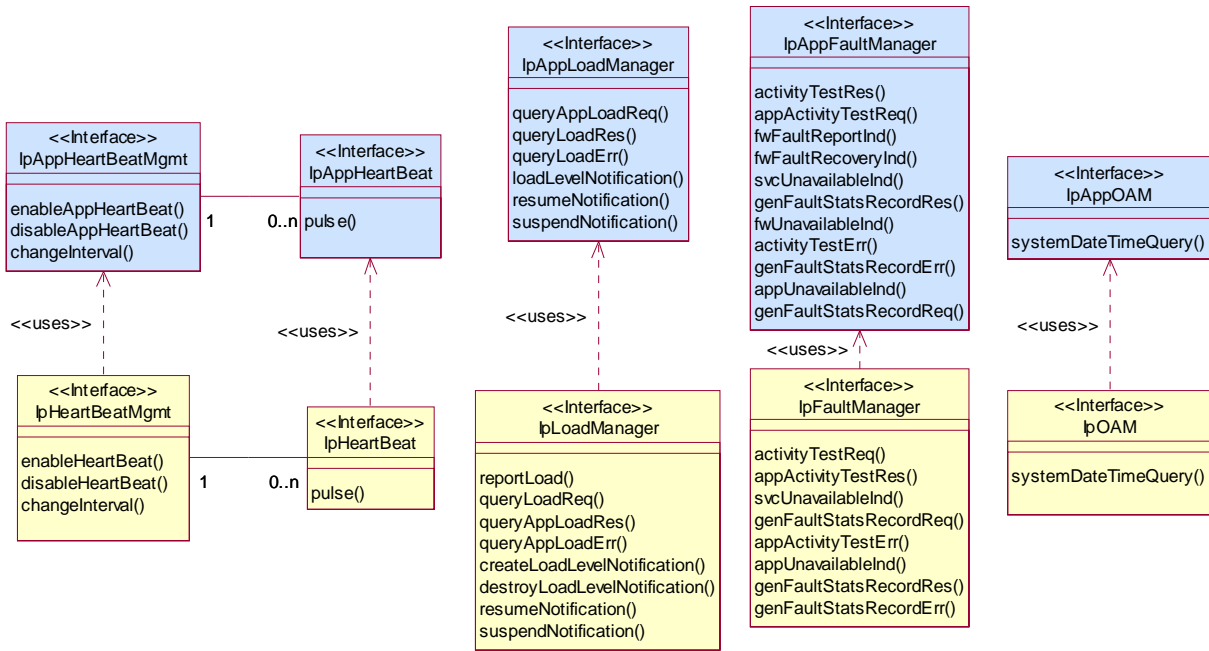 <<Interface>>
IpAppHeartBeatMgmt
enableAppHeartBeat()
disableAppHeartBeat()
changeInterval()
1
0..n
<<Interface>>
IpAppHeartBeat
pulse()
<<Interface>>
IpAppLoadManager
queryAppLoadReq()
queryLoadRes()
queryLoadErr()
loadLevelNotification()
resumeNotification()
suspendNotification()
<<Interface>>
IpAppFaultManager
activityTestRes()
appActivityTestReq()
fwFaultReportInd()
fwFaultRecoveryInd()
svcUnavailableInd()
genFaultStatsRecordRes()
fwUnavailableInd()
activityTestErr()
genFaultStatsRecordErr()
appUnavailableInd()
genFaultStatsRecordReq()
<<Interface>>
IpAppOAM
systemDateTimeQuery()
<<uses>>
<<uses>>
<<uses>>
<<uses>>
<<uses>>
<<Interface>>
IpHeartBeatMgmt
enableHeartBeat()
disableHeartBeat()
changeInterval()
1
0..n
<<Interface>>
IpHeartBeat
pulse()
<<Interface>>
IpLoadManager
reportLoad()
queryLoadReq()
queryAppLoadRes()
queryAppLoadErr()
createLoadLevelNotification()
destroyLoadLevelNotification()
resumeNotification()
suspendNotification()
<<Interface>>
IpFaultManager
activityTestReq()
appActivityTestRes()
svcUnavailableInd()
genFaultStatsRecordReq()
appActivityTestErr()
appUnavailableInd()
genFaultStatsRecordRes()
genFaultStatsRecordErr()
<<Interface>>
IpOAM
systemDateTimeQuery()